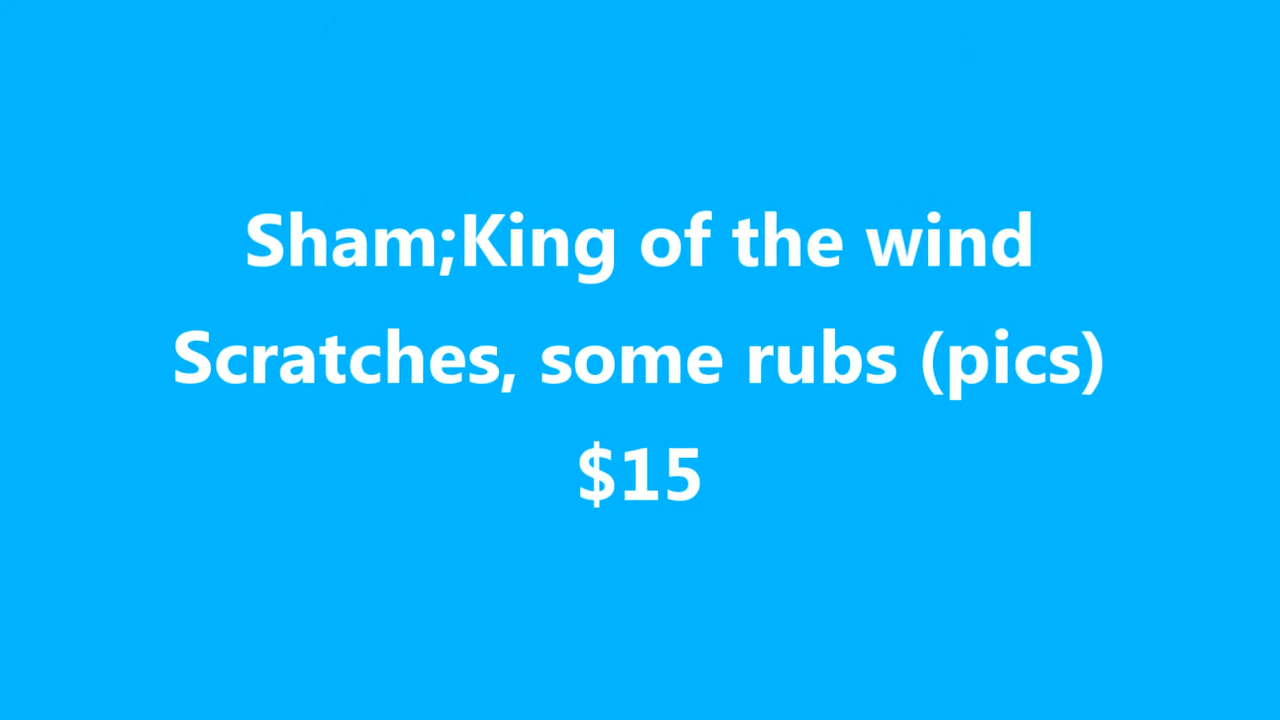 Sham;King of the wind
Scratches, some rubs (pics)
$15